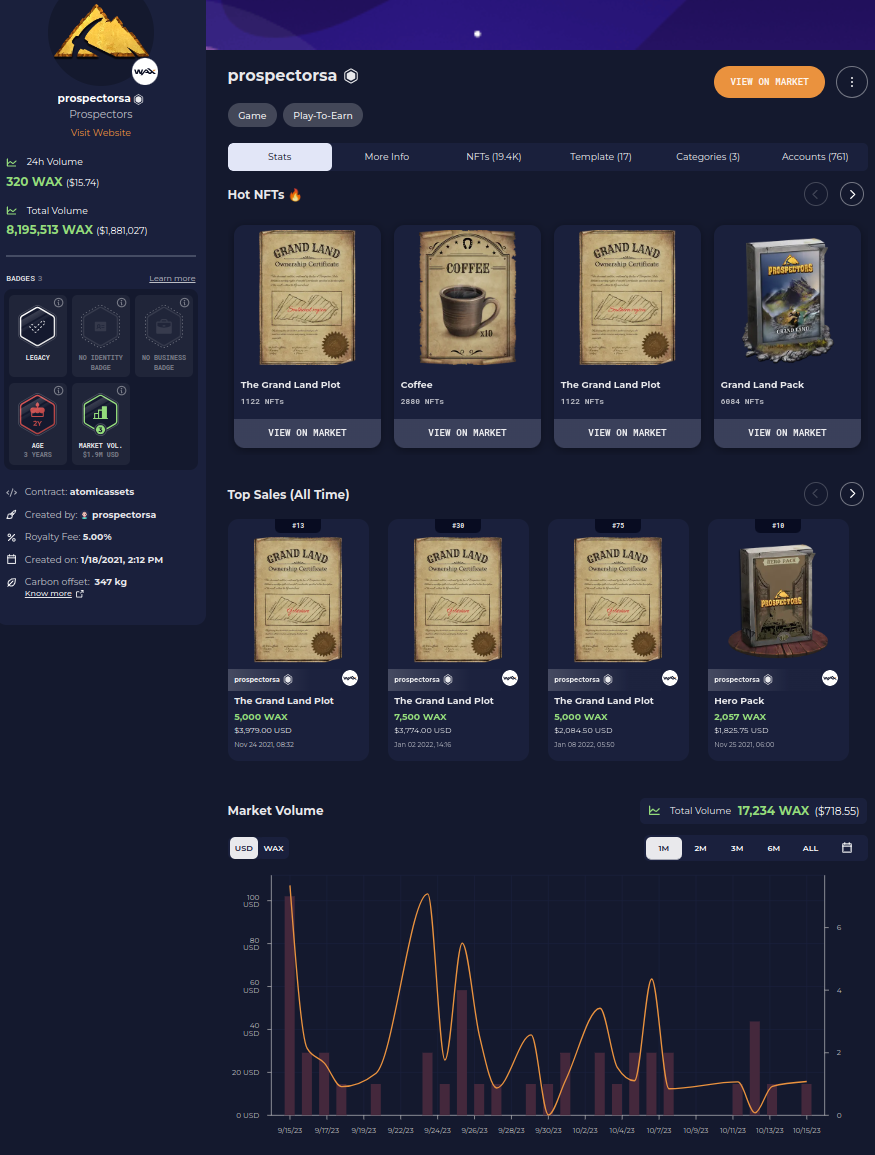 WAX
prospectorsa
Prospectors
Visit Website
24h Volume
320 WAX ($15.74)
Total Volume
8,195,513 WAX ($1,881,027)
BADGES 3
Learn more
LEGACY
NO IDENTITY BADGE
NO BUSINESS BADGE
2Y
AGE
3 YEARS
3
MARKET VOL.
$1.9M USD
Contract: atomicassets
Created by: prospectorsa
Royalty Fee: 5.00%
Created on: 1/18/2021, 2:12 PM
Carbon offset: 347 kg
Know more
prospectorsa
VIEW ON MARKET
Game
Play-To-Earn
Stats
More Info
NFTs (19.4K)
Template (17)
Categories (3)
Accounts (761)
Hot NFTs 🔥
GRAND LAND
Ownership Certificate
The Grand Land Plot
1122 NFTs
VIEW ON MARKET
COFFEE
x10
Coffee
2880 NFTs
VIEW ON MARKET
GRAND LAND
Ownership Certificate
The Grand Land Plot
1122 NFTs
VIEW ON MARKET
PROSPECTORS
GRAND LAND
Grand Land Pack
6084 NFTs
VIEW ON MARKET
Top Sales (All Time)
#13
GRAND LAND
Ownership Certificate
prospectorsa
WAX
The Grand Land Plot
5,000 WAX
$3,979.00 USD
Nov 24 2021, 08:32
#30
GRAND LAND
Ownership Certificate
prospectorsa
WAX
The Grand Land Plot
7,500 WAX
$3,774.00 USD
Jan 02 2022, 14:16
#75
GRAND LAND
Ownership Certificate
prospectorsa
WAX
The Grand Land Plot
5,000 WAX
$2,084.50 USD
Jan 08 2022, 05:50
#10
HERO PACK
PROSPECTORS
prospectorsa
WAX
Hero Pack
2,057 WAX
$1,825.75 USD
Nov 25 2021, 06:00
Market Volume
Total Volume 17,234 WAX ($718.55)
USD
WAX
1M
2M
3M
6M
ALL
100 USD
80 USD
60 USD
40 USD
20 USD
0 USD
6
4
2
0
9/15/23
9/17/23
9/19/23
9/22/23
9/24/23
9/26/23
9/28/23
9/30/23
10/2/23
10/4/23
10/7/23
10/9/23
10/11/23
10/13/23
10/15/23